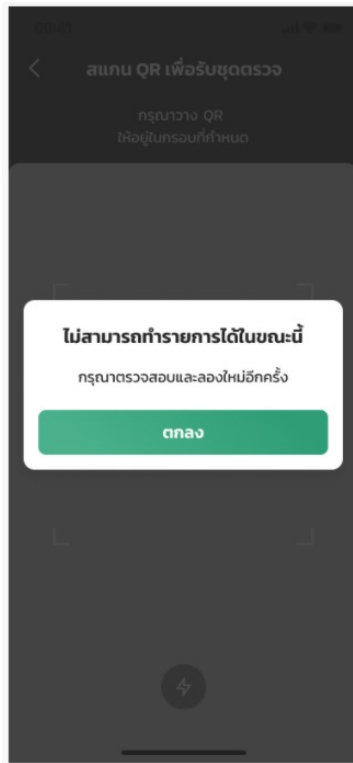 09:41
สแกน QR เพื่อรับชุดตรวจ
กรุณาวาง QR
ให้อยู่ในกรอบที่กำหนด
ไม่สามารถทำรายการได้ในขณะนี้
กรุณาตรวจสอบและลองใหม่อีกครั้ง
ตกลง